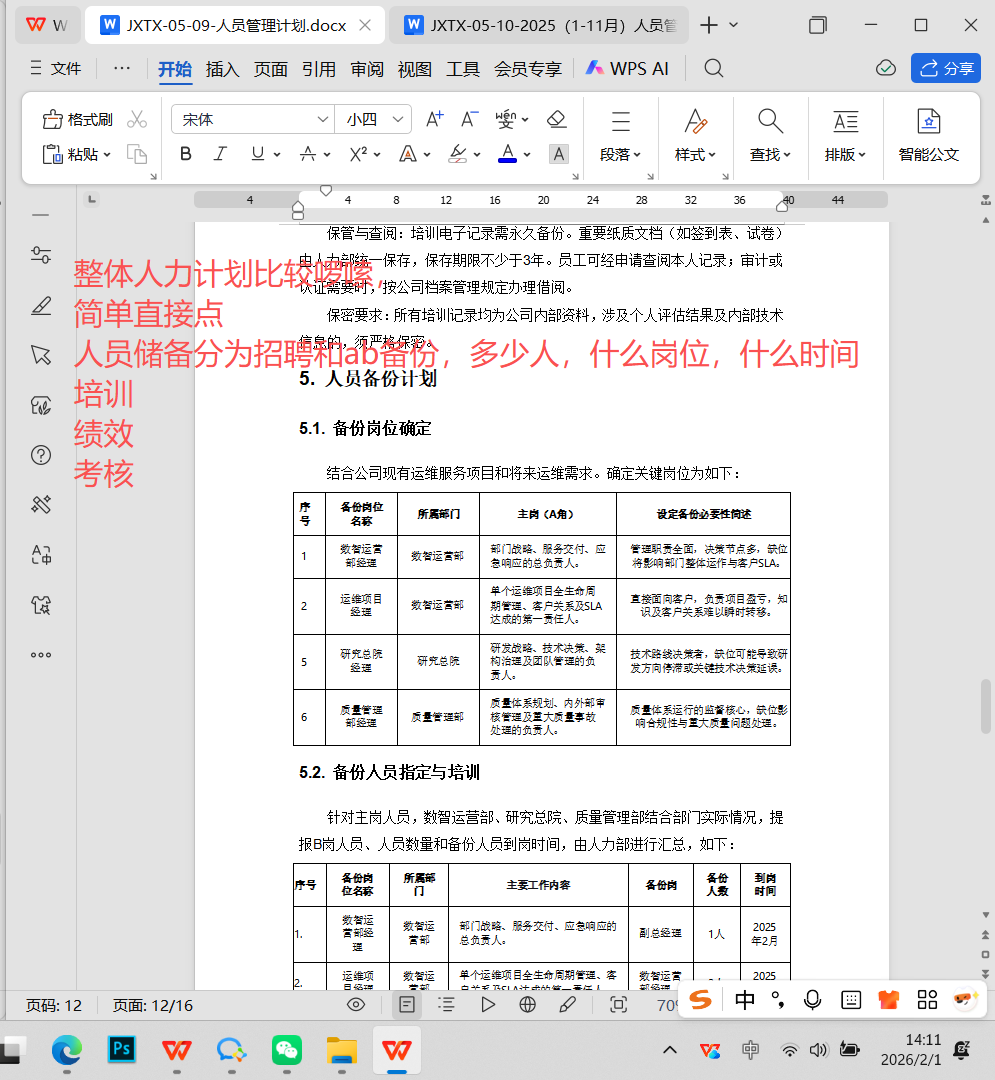 W
JXTX-05-09-人员管理计划.docx
JXTX-05-10-2025（1-11月）人员管
文件
开始 插入 页面 引用 审阅 视图 工具 会员专享 WPS AI 分享
格式刷 宋体 小四
粘贴 段落 样式 查找 排版 智能公文
4 4 8 12 16 20 24 28 32 36 40 44
保管与查阅：培训电子记录需永久备份。重要纸质文档（如签到表、试卷）
由人力部统一保存，保存期限不少于3年。员工可经申请查阅本人记录；审计或
认证需要时，按公司档案管理规定办理借阅。
保密要求：所有培训记录均为公司内部资料，涉及个人评估结果及内部技术
信息的，须严格保密。
整体人力计划比较啰嗦，
简单直接点
人员储备分为招聘和ab备份，多少人，什么岗位，什么时间
培训
绩效
考核
5. 人员备份计划
5.1. 备份岗位确定
结合公司现有运维服务项目和将来运维需求。确定关键岗位为如下：
序号 备份岗位名称 所属部门 主岗（A角） 设定备份必要性简述
1 数智运营部经理 数智运营部 部门战略、服务交付、应急响应的总负责人。 管理职责全面，决策节点多，缺位将影响部门整体运作与客户SLA。
2 运维项目经理 数智运营部 单个运维项目全生命周期管理、客户关系及SLA达成的第一责任人。 直接面向客户，负责项目盈亏，知识及客户关系难以瞬时转移。
5 研究总院经理 研究总院 研发战略、技术决策、架构治理及团队管理的负责人。 技术路线决策者，缺位可能导致研发方向停滞或关键技术决策延误。
6 质量管理部经理 质量管理部 质量体系规划、内外部审核管理及重大质量事故处理的负责人。 质量体系运行的监督核心，缺位影响合规性与重大质量问题处理。
5.2. 备份人员指定与培训
针对主岗人员，数智运营部、研究总院、质量管理部结合部门实际情况，提
报B岗人员、人员数量和备份人员到岗时间，由人力部进行汇总，如下：
序号 备份岗位名称 所属部门 主要工作内容 备份岗 备份人数 到岗时间
1. 数智运营部经理 数智运营部 部门战略、服务交付、应急响应的总负责人。 副总经理 1人 2025年2月
2. 运维项 数智运 单个运维项目全生命周期管理、客 数智运营 2025
页码: 12 页面: 12/16 70%
中
14:11
2026/2/1